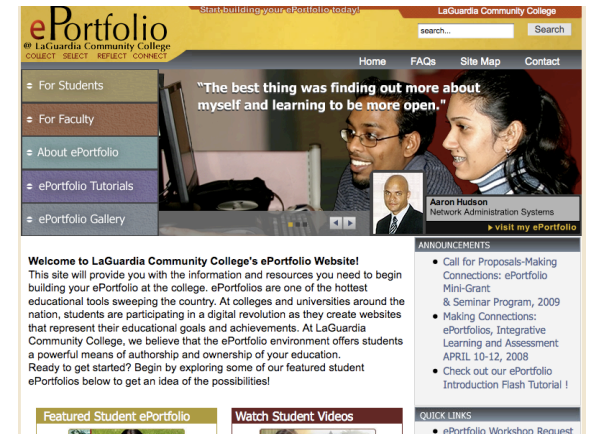 Start building your ePortfolio today!
LaGuardia Community College
ePortfolio
@ LaGuardia Community College
COLLECT SELECT REFLECT CONNECT
search...
Search
Home FAQs Site Map Contact
For Students
For Faculty
About ePortfolio
ePortfolio Tutorials
ePortfolio Gallery
"The best thing was finding out more about
myself and learning to be more open."
Aaron Hudson
Network Administration Systems
visit my ePortfolio
Welcome to LaGuardia Community College's ePortfolio Website!
This site will provide you with the information and resources you need to begin
building your ePortfolio at the college. ePortfolios are one of the hottest
educational tools sweeping the country. At colleges and universities around the
nation, students are participating in a digital revolution as they create websites
that represent their educational goals and achievements. At LaGuardia
Community College, we believe that the ePortfolio environment offers students
a powerful means of authorship and ownership of your education.
Ready to get started? Begin by exploring some of our featured student
ePortfolios below to get an idea of the possibilities!
Featured Student ePortfolio
Watch Student Videos
ANNOUNCEMENTS
Call for Proposals-Making
Connections: ePortfolio
Mini-Grant
& Seminar Program, 2009
Making Connections:
ePortfolios, Integrative
Learning and Assessment
APRIL 10-12, 2008
Check out our ePortfolio
Introduction Flash Tutorial !
QUICK LINKS
ePortfolio Workshop Request